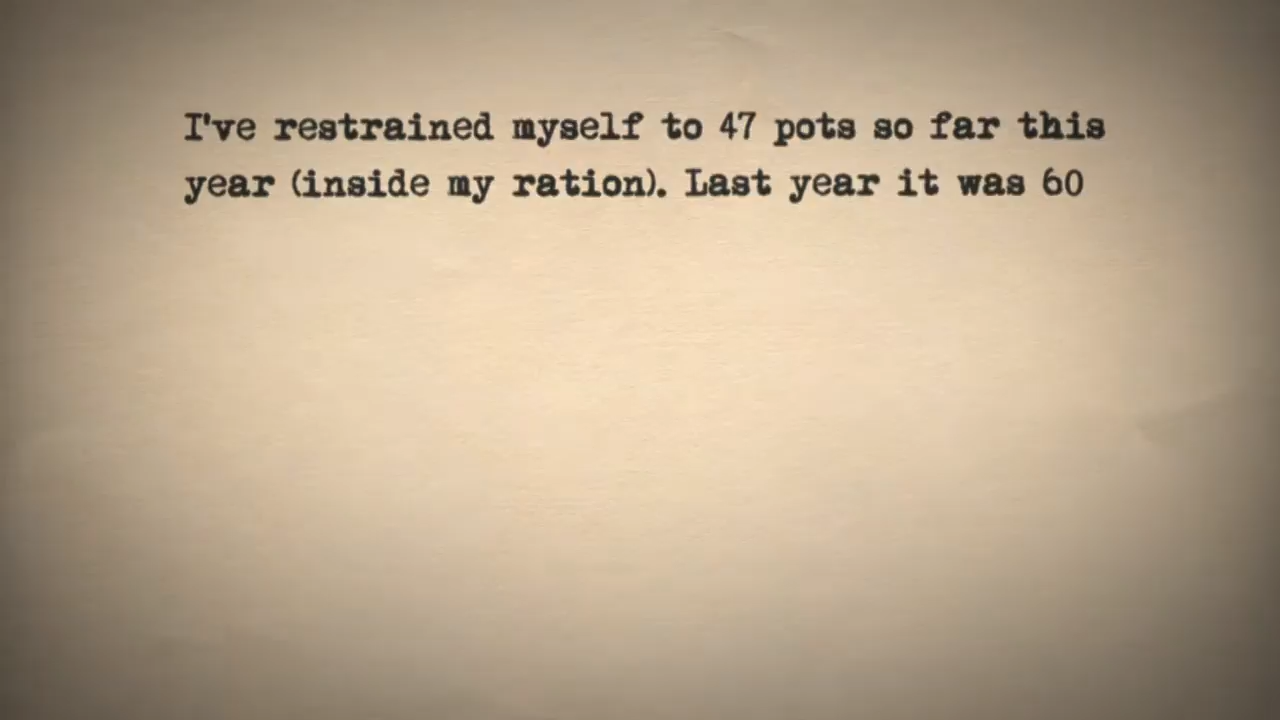 I've restrained myself to 47 pots so far this
year (inside my ration). Last year it was 60